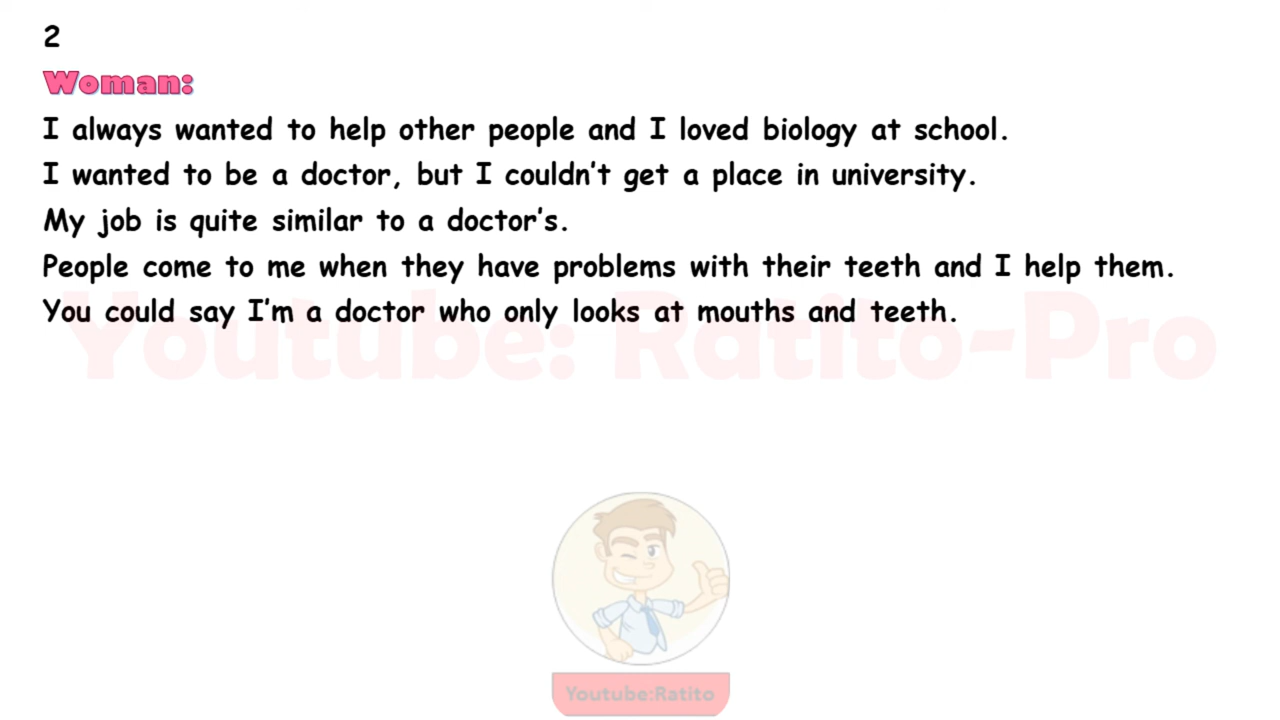 2
Woman:
I always wanted to help other people and I loved biology at school.
I wanted to be a doctor, but I couldn't get a place in university.
My job is quite similar to a doctor's.
People come to me when they have problems with their teeth and I help them.
You could say I'm a doctor who only looks at mouths and teeth.
Youtube: Ratito-Pro
Youtube:Ratito